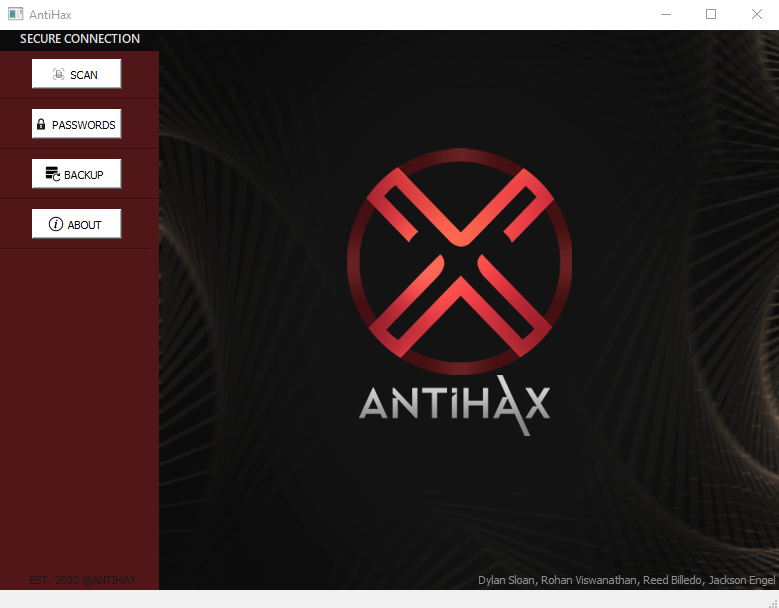 AntiHax
SECURE CONNECTION
SCAN
PASSWORDS
BACKUP
ABOUT
ANTIHAX
EST. 2020 @ANTIHAX
Dylan Sloan, Rohan Viswanathan, Reed Billedo, Jackson Engel